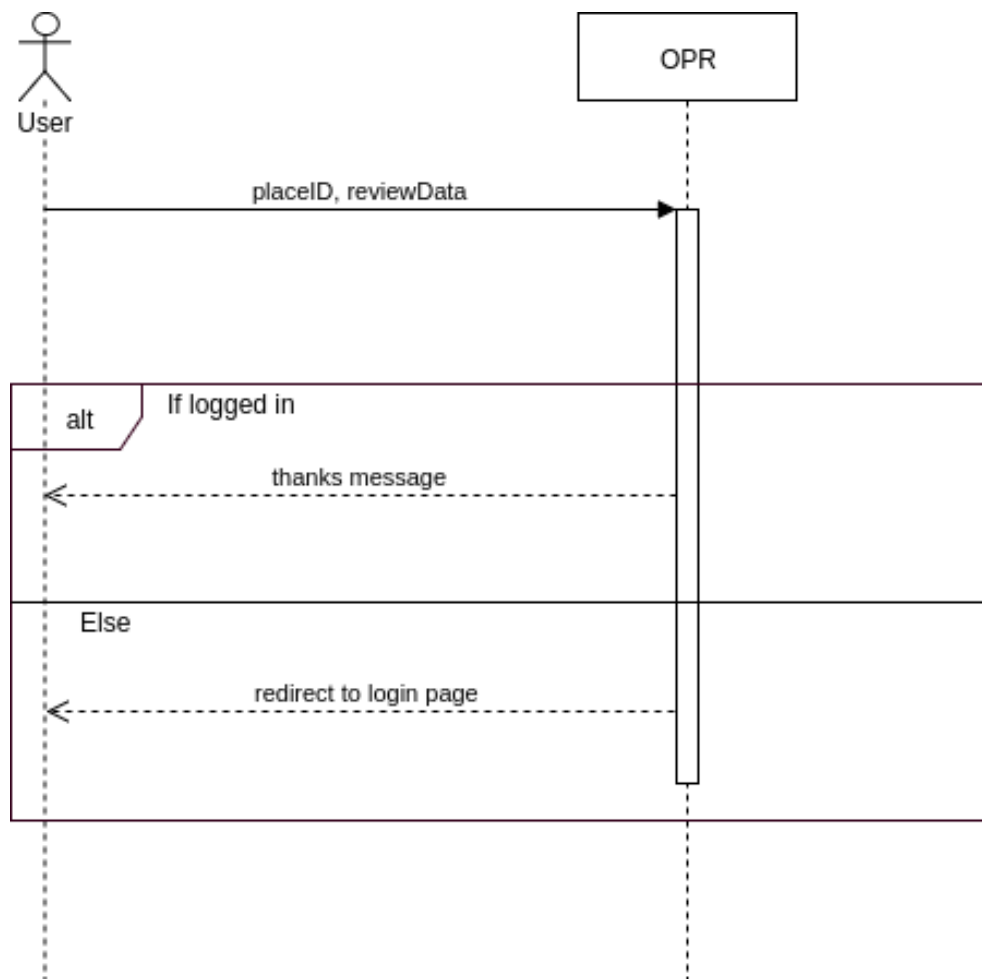 OPR
User
placeID, reviewData
alt
If logged in
thanks message
Else
redirect to login page